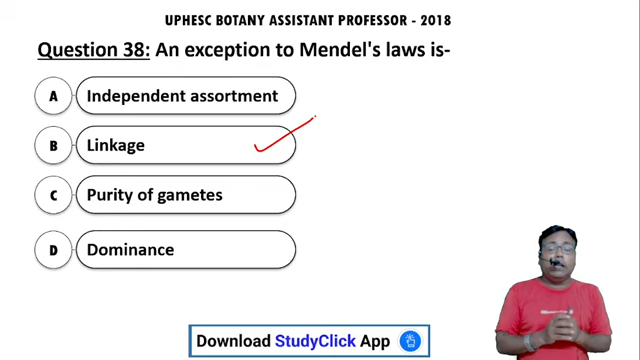 UPHESC BOTANY ASSISTANT PROFESSOR - 2018
Question 38: An exception to Mendel's laws is-
A Independent assortment
B Linkage
C Purity of gametes
D Dominance
Download StudyClick App